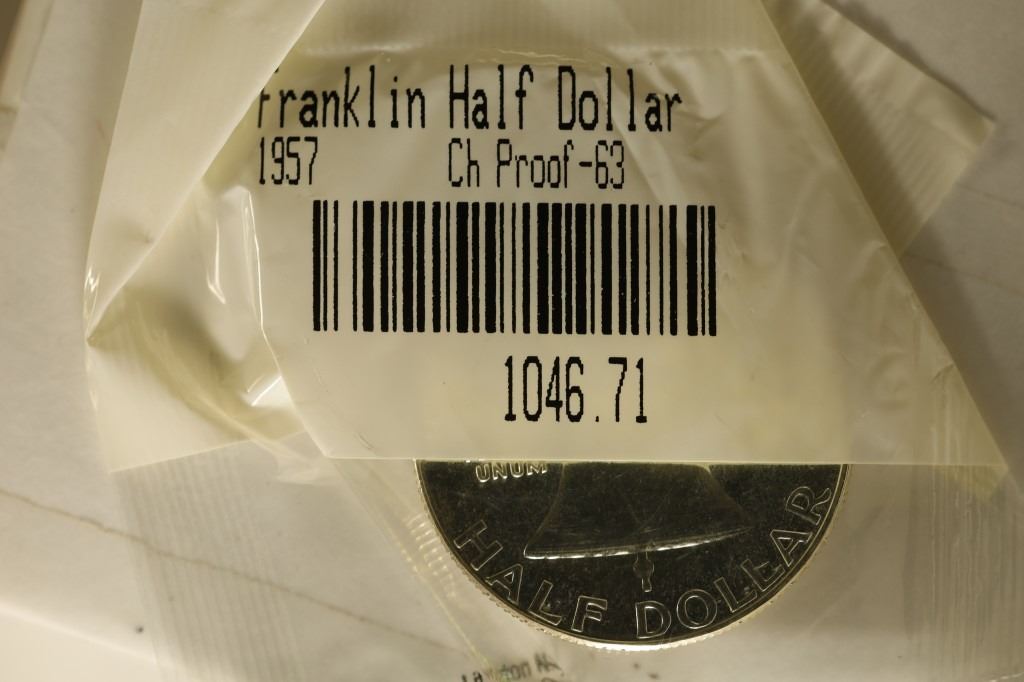 Franklin Half Dollar
1957 Ch Proof-63
1046.71
UNUM
HALF DOLLAR